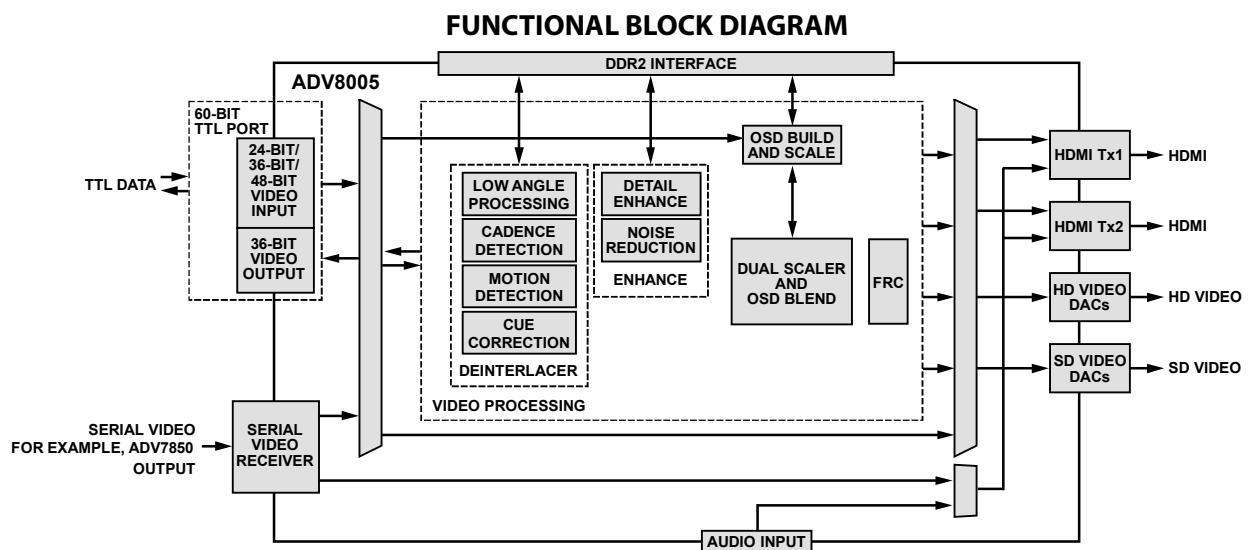 FUNCTIONAL BLOCK DIAGRAM
DDR2 INTERFACE
ADV8005
60-BIT
TTL PORT
24-BIT/
36-BIT/
48-BIT
VIDEO
INPUT
36-BIT
VIDEO
OUTPUT
TTL DATA
OSD BUILD
AND SCALE
LOW ANGLE
PROCESSING
CADENCE
DETECTION
MOTION
DETECTION
CUE
CORRECTION
DEINTERLACER
DETAIL
ENHANCE
NOISE
REDUCTION
ENHANCE
DUAL SCALER
AND
OSD BLEND
FRC
VIDEO PROCESSING
HDMI Tx1
HDMI
HDMI Tx2
HDMI
HD VIDEO
DACs
HD VIDEO
SD VIDEO
DACs
SD VIDEO
SERIAL VIDEO
FOR EXAMPLE, ADV7850
OUTPUT
SERIAL
VIDEO
RECEIVER
AUDIO INPUT